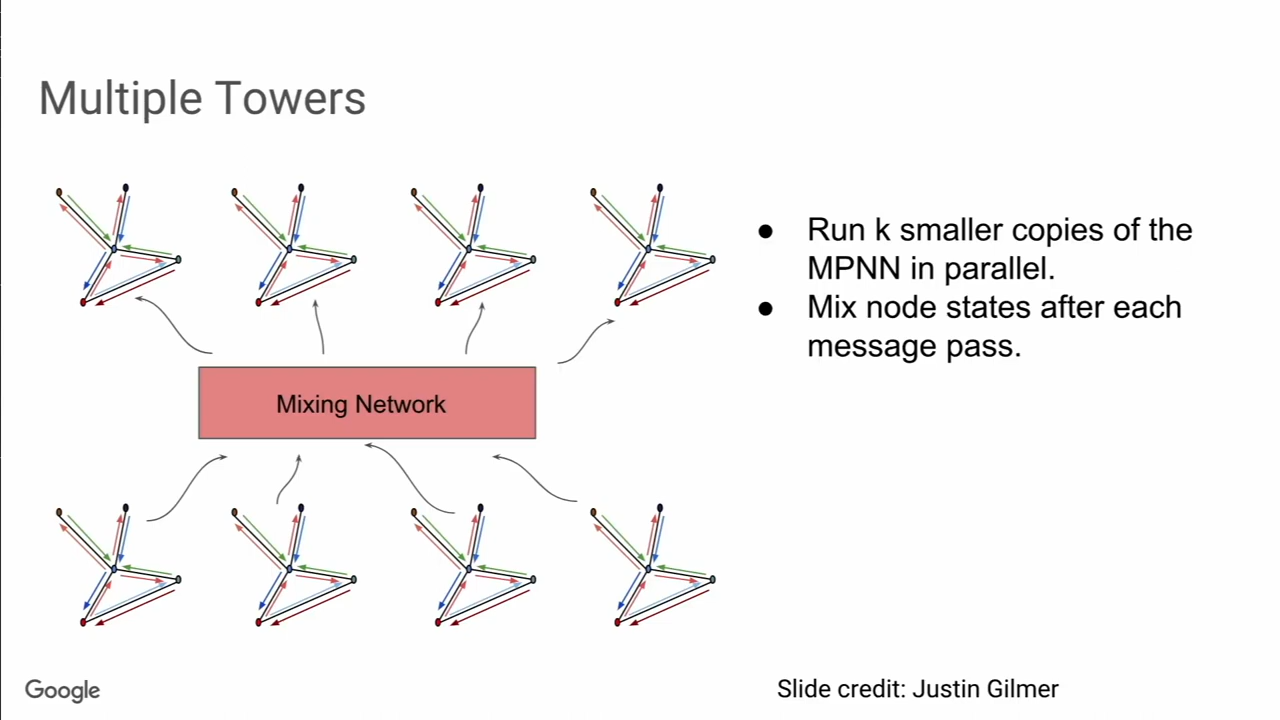 Multiple Towers
● Run k smaller copies of the
MPNN in parallel.
● Mix node states after each
message pass.
Mixing Network
Google
Slide credit: Justin Gilmer